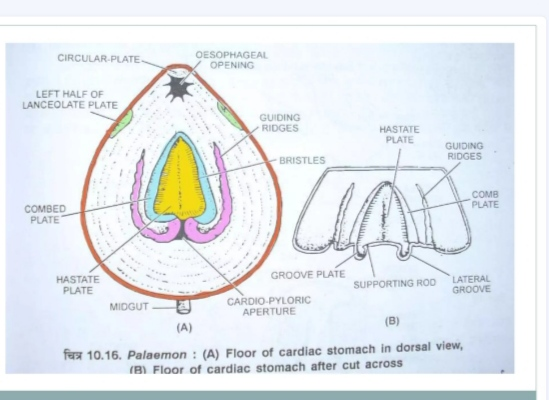 CIRCULAR-PLATE
OESOPHAGEAL
OPENING
LEFT HALF OF
LANCEOLATE PLATE
GUIDING
RIDGES
BRISTLES
COMBED
PLATE
HASTATE
PLATE
MIDGUT
CARDIO-PYLORIC
APERTURE
(A)
HASTATE
PLATE
GUIDING
RIDGES
COMB
PLATE
GROOVE PLATE
SUPPORTING ROD
LATERAL
GROOVE
(B)
चित्र 10.16. Palaemon : (A) Floor of cardiac stomach in dorsal view,
(B) Floor of cardiac stomach after cut across